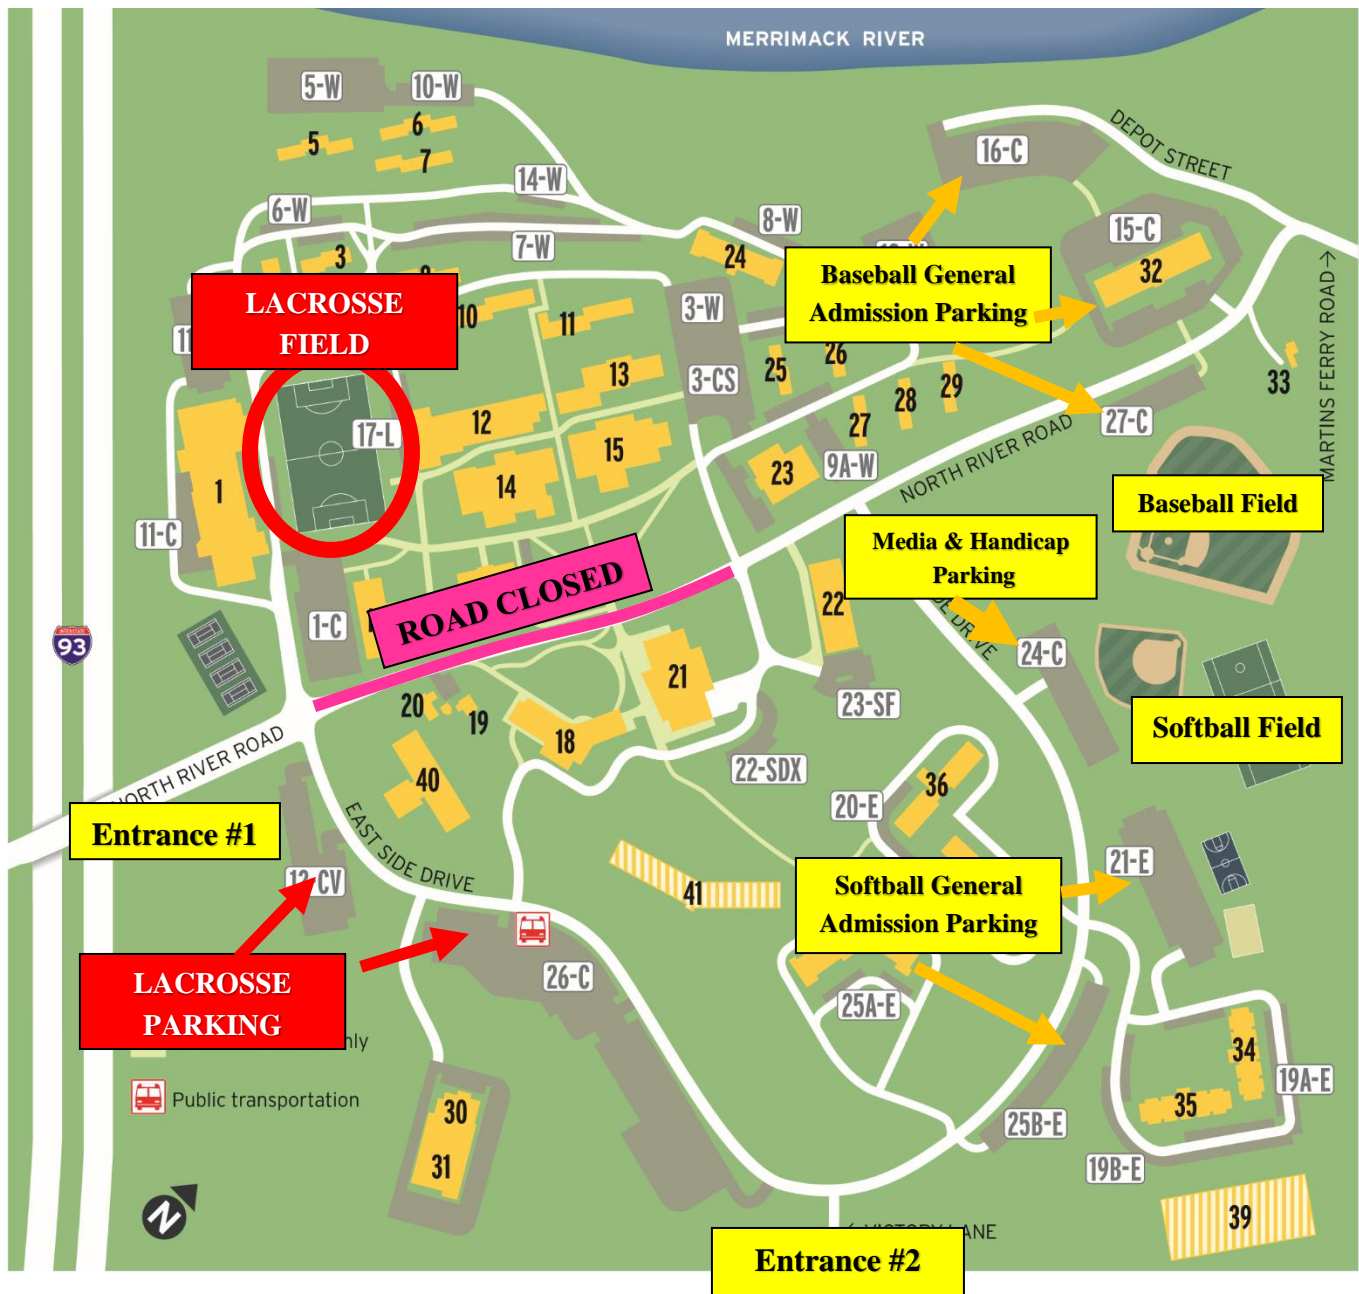 MERRIMACK RIVER
5-W
10-W
6
5
7
16-C
DEPOT STREET
14-W
6-W
8-W
15-C
7-W
3
24
32
Baseball General
Admission Parking
MARTINS FERRY ROAD→
LACROSSE
FIELD
10
11
3-W
13
3-CS
25
26
29
28
33
12
17-L
15
27
27-C
23
9A-W
NORTH RIVER ROAD
14
1
11-C
Baseball Field
Media & Handicap
Parking
ROAD CLOSED
22
DRIVE
1-C
INTERSTATE
93
24-C
21
20
19
18
23-SF
Softball Field
NORTH RIVER ROAD
40
22-SDX
36
20-E
Entrance #1
EAST SIDE DRIVE
21-E
41
Softball General
Admission Parking
LACROSSE
PARKING
26-C
25A-E
Public transportation
30
31
34
19A-E
35
25B-E
19B-E
39
N
Entrance #2